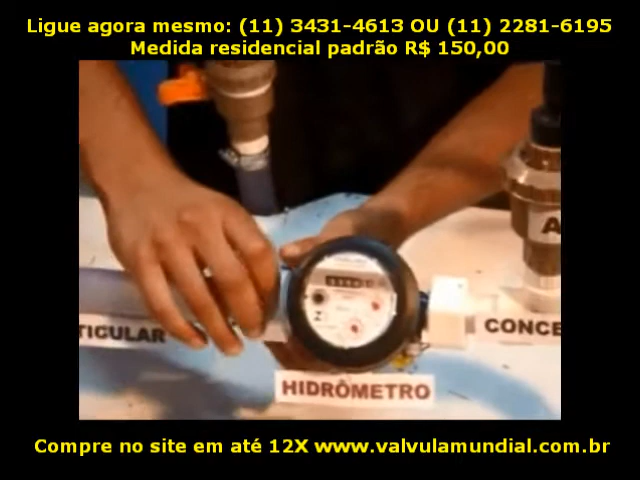 Ligue agora mesmo: (11) 3431-4613 OU (11) 2281-6195
Medida residencial padrão R$ 150,00
A
TICULAR
CONCE
HIDRÔMETRO
Compre no site em até 12X www.valvulamundial.com.br